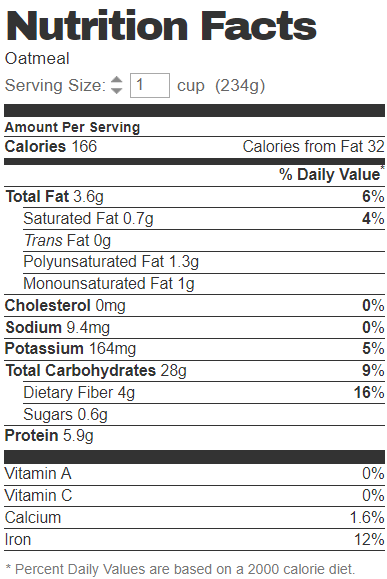 Nutrition Facts
Oatmeal
Serving Size: 1 cup (234g)
Amount Per Serving
Calories 166 Calories from Fat 32
% Daily Value*
Total Fat 3.6g 6%
Saturated Fat 0.7g 4%
Trans Fat 0g
Polyunsaturated Fat 1.3g
Monounsaturated Fat 1g
Cholesterol 0mg 0%
Sodium 9.4mg 0%
Potassium 164mg 5%
Total Carbohydrates 28g 9%
Dietary Fiber 4g 16%
Sugars 0.6g
Protein 5.9g
Vitamin A 0%
Vitamin C 0%
Calcium 1.6%
Iron 12%
* Percent Daily Values are based on a 2000 calorie diet.